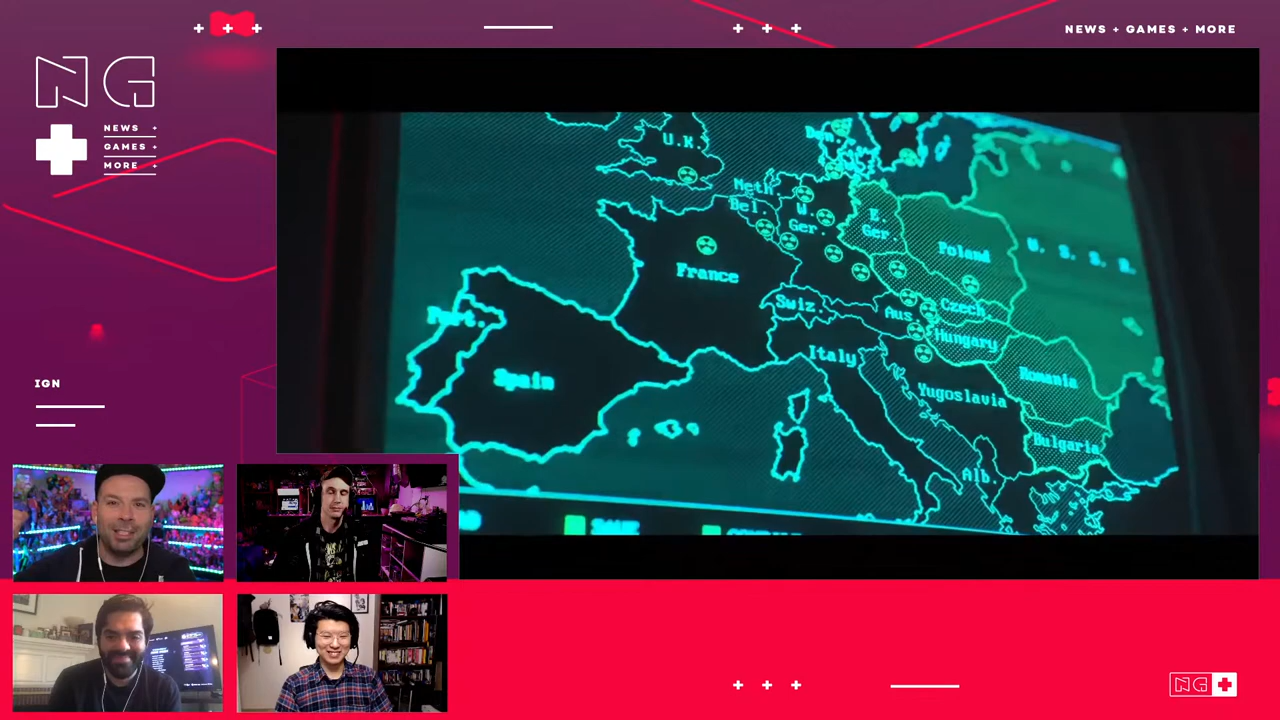 NEWS + GAMES + MORE
NG
NEWS +
GAMES +
MORE +
IGN
U.K.
Den.
Neth.
Bel.
W.
Ger.
E.
Ger.
Poland
U. S. S. R.
France
Czech.
Swiz.
Aus.
Hungary
Italy
Romania
Port.
Spain
Yugoslavia
Bulgaria
Alb.
SAVE
NG+